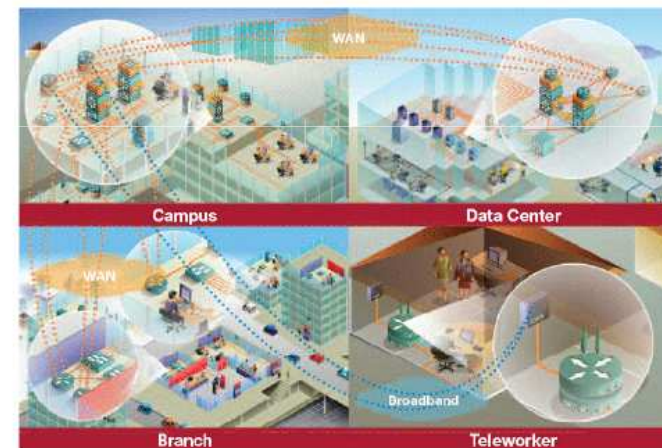 WAN
Campus
Data Center
WAN
Broadband
Branch
Teleworker